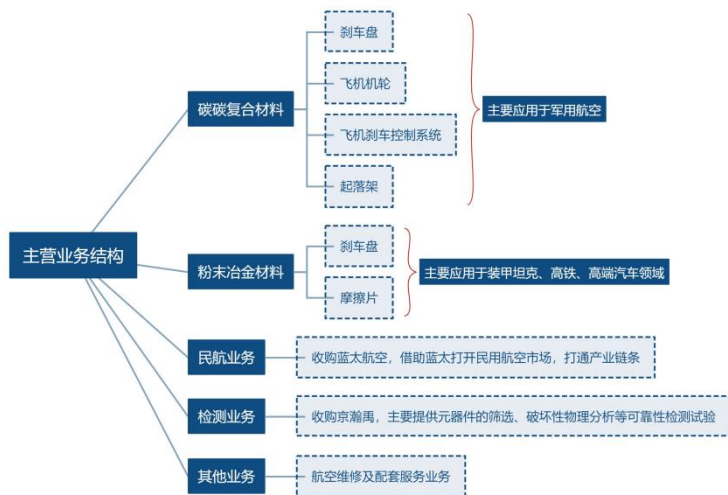 主营业务结构
碳碳复合材料
刹车盘
飞机机轮
飞机刹车控制系统
起落架
主要应用于军用航空
粉末冶金材料
刹车盘
摩擦片
主要应用于装甲坦克、高铁、高端汽车领域
民航业务
收购蓝太航空，借助蓝太打开民用航空市场，打通产业链条
检测业务
收购京瀚禹，主要提供元器件的筛选、破坏性物理分析等可靠性检测试验
其他业务
航空维修及配套服务业务